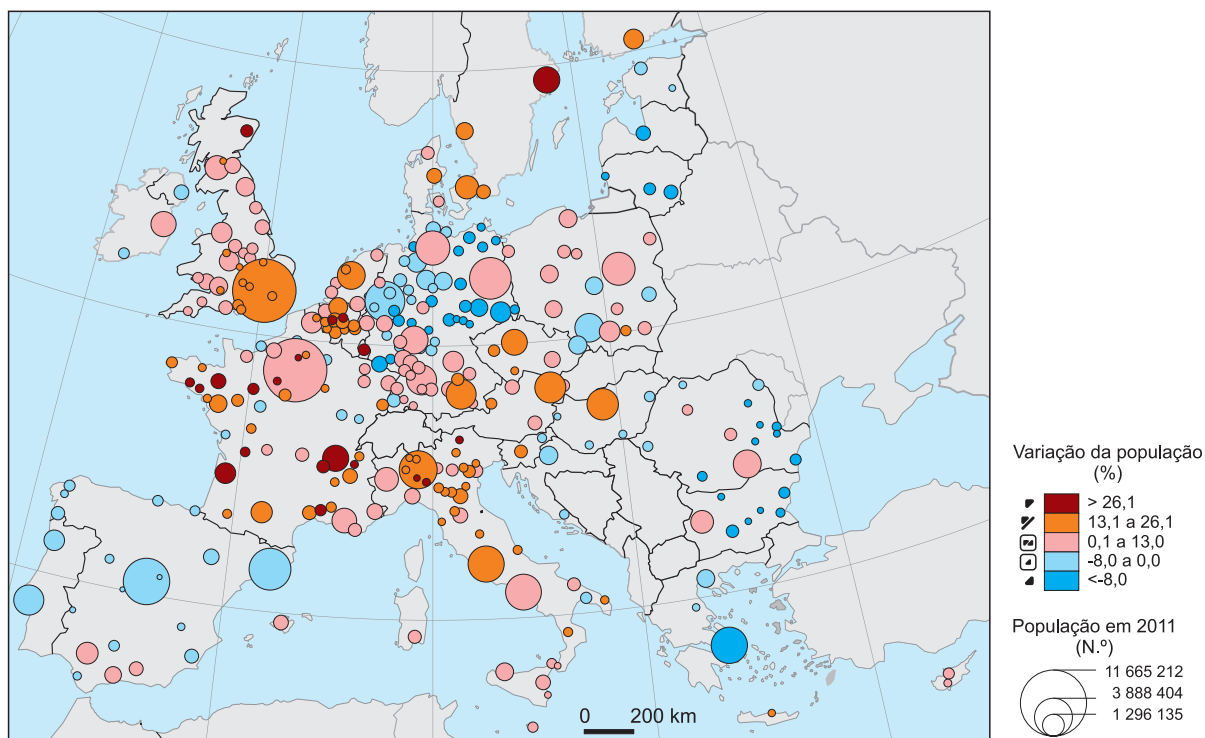 Variação da população
(%)
> 26,1
13,1 a 26,1
0,1 a 13,0
-8,0 a 0,0
<-8,0
População em 2011
(N.º)
11 665 212
3 888 404
1 296 135
0 200 km